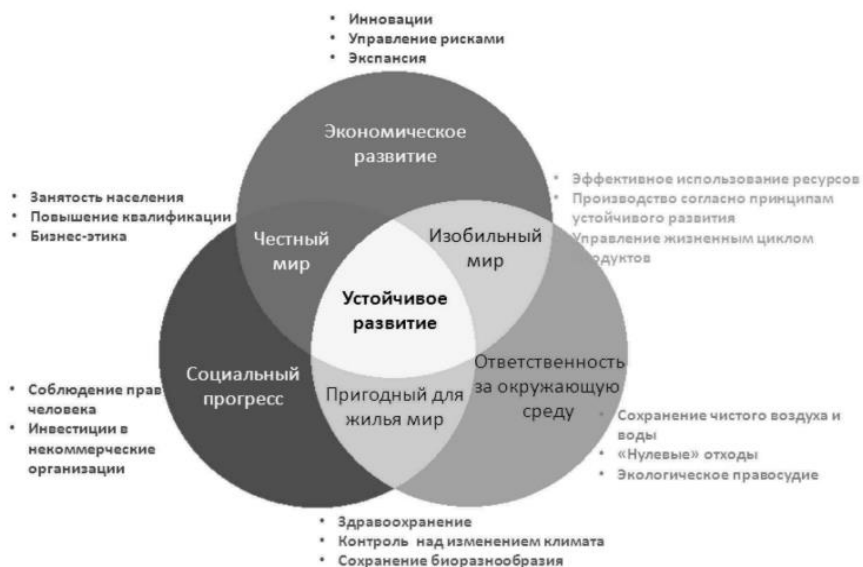 • Инновации
• Управление рисками
• Экспансия
Экономическое
развитие
• Занятость населения
• Повышение квалификации
• Бизнес-этика
• Эффективное использование ресурсов
• Производство согласно принципам
устойчивого развития
Управление жизненным циклом
продуктов
Честный
мир
Изобильный
мир
Устойчивое
развитие
Социальный
прогресс
Пригодный для
жилья мир
Ответственность
за окружающую
среду
• Соблюдение прав
человека
• Инвестиции в
некоммерческие
организации
• Сохранение чистого воздуха и
воды
• «Нулевые» отходы
• Экологическое правосудие
• Здравоохранение
• Контроль над изменением климата
• Сохранение биоразнообразия